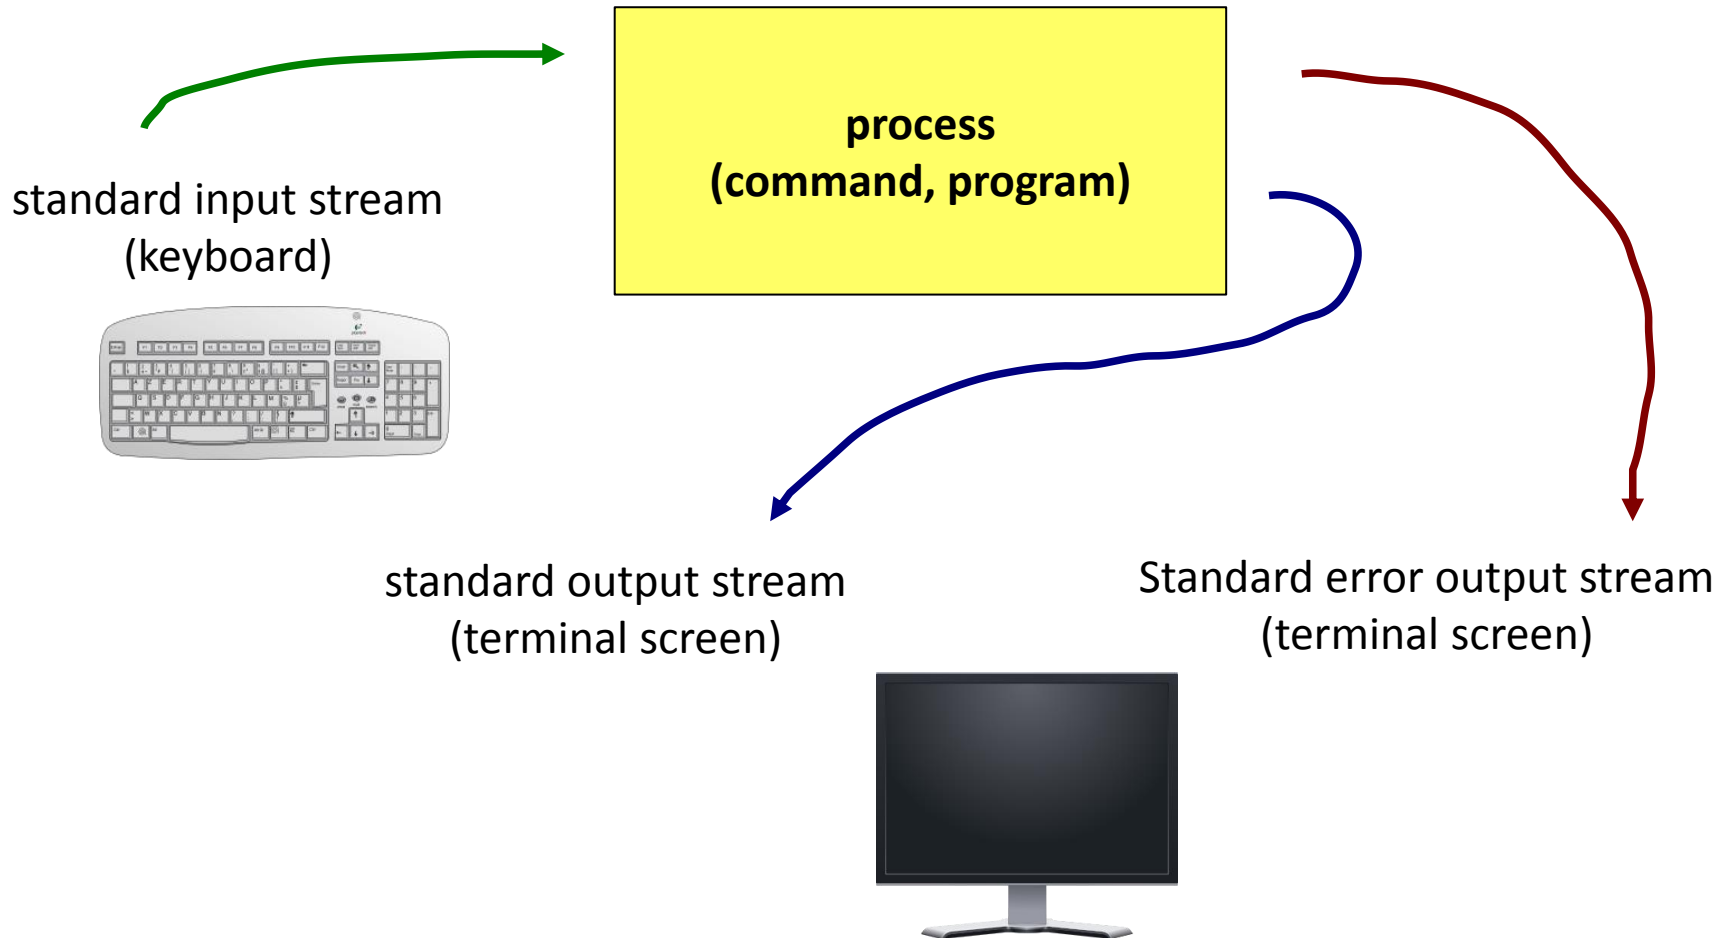 process
(command, program)
standard input stream
(keyboard)
standard output stream
(terminal screen)
Standard error output stream
(terminal screen)